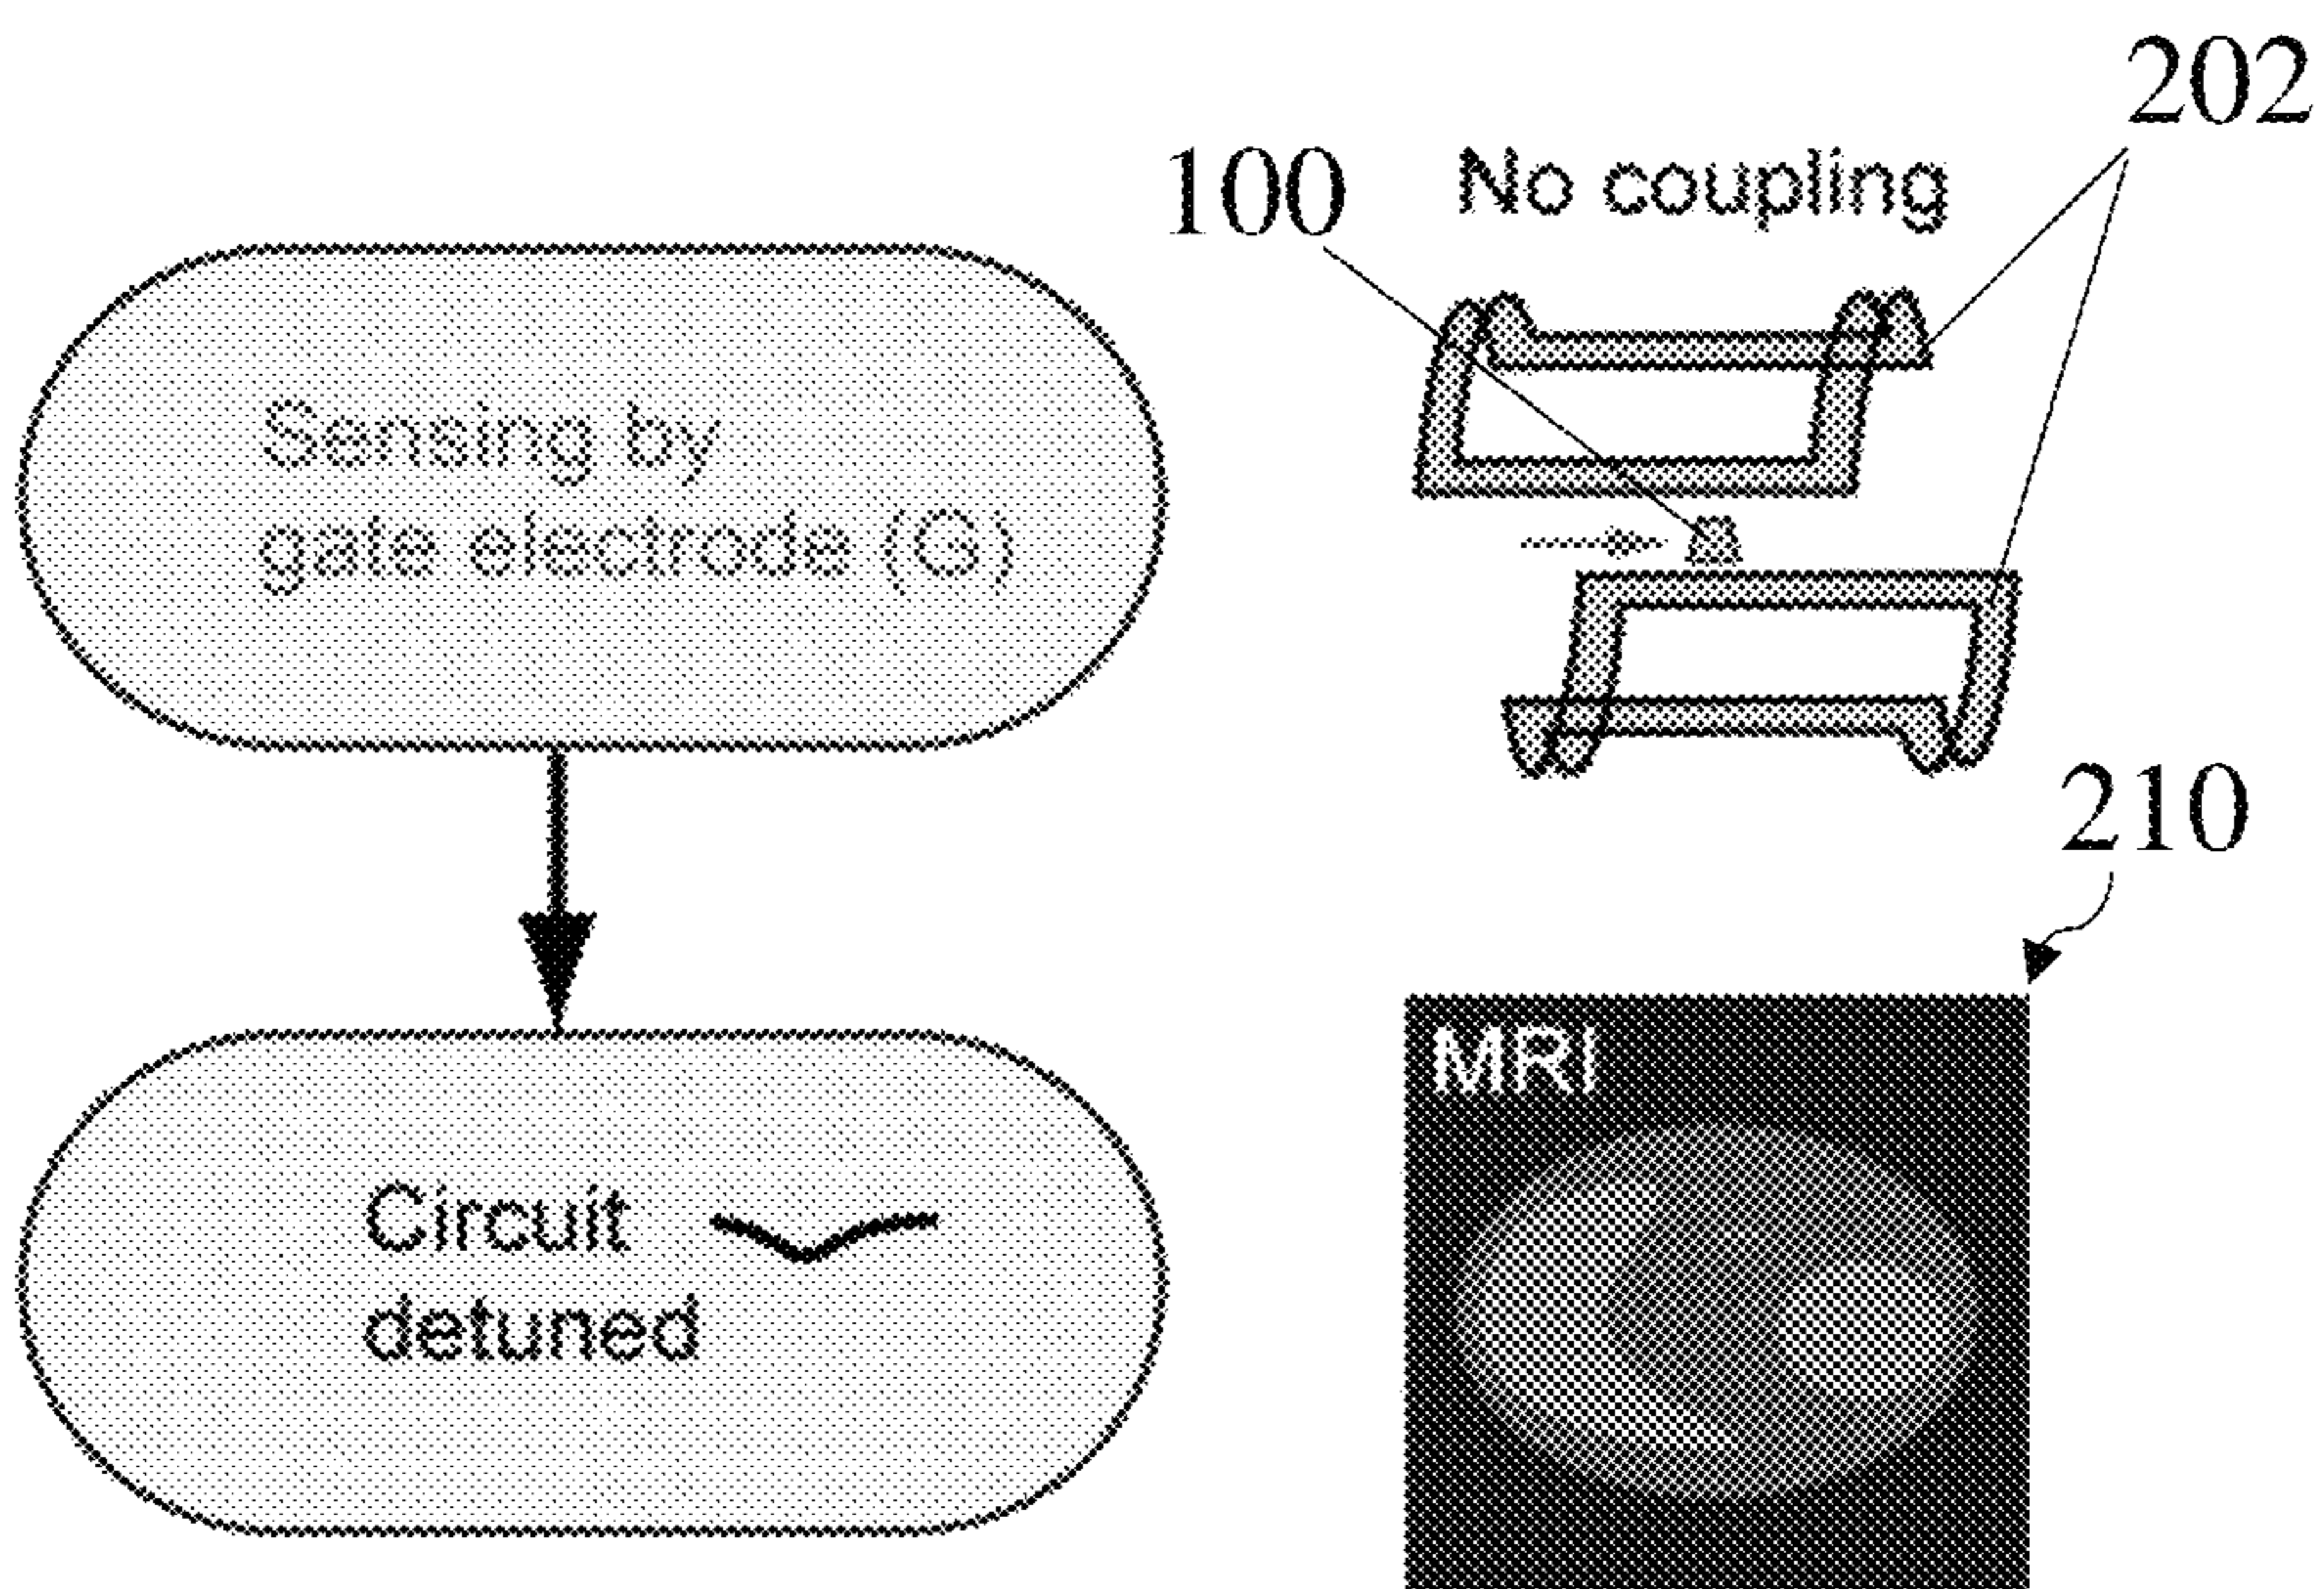 202
100
No coupling
Sensing by
gate electrode (G)
210
MRI
Circuit
detuned